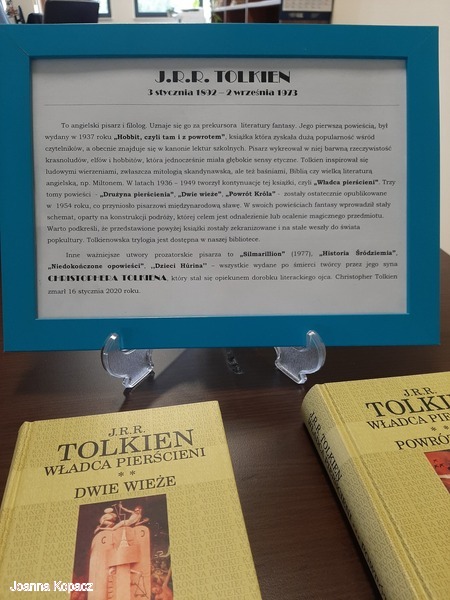 J.R.R. TOLKIEN
3 stycznia 1892 – 2 września 1973
To angielski pisarz i filolog. Uznaje się go za prekursora literatury fantasy. Jego pierwszą powieścią, był
wydany w 1937 roku „Hobbit, czyli tam i z powrotem”, książka która zyskała dużą popularność wśród
czytelników, a obecnie znajduje się w kanonie lektur szkolnych. Pisarz wykreował w niej barwną rzeczywistość
krasnoludów, elfów i hobbitów, która jednocześnie miała głębokie sensy etyczne. Tolkien inspirował się
ludowymi wierzeniami, zwłaszcza mitologią skandynawską, ale też baśniami, Biblią czy wielką literaturą
angielską, np. Miltonem. W latach 1936 – 1949 tworzył kontynuację tej książki, czyli „Władca pierścieni”. Trzy
tomy powieści – „Drużyna pierścienia”, „Dwie wieże”, „Powrót Króla” – zostały ostatecznie opublikowane
w 1954 roku, co przyniosło pisarzowi międzynarodową sławę. W swoich powieściach fantasy wprowadził stały
schemat, oparty na konstrukcji podróży, której celem jest odnalezienie lub ocalenie magicznego przedmiotu.
Warto podkreśli, że przedstawione powyżej książki zostały zekranizowane i na stałe weszły do świata
popkultury. Tolkienowska trylogia jest dostępna w naszej bibliotece.
Inne ważniejsze utwory prozatorskie pisarza to „Silmarillion” (1977), „Historia Śródziemia”,
„Niedokończone opowieści”, „Dzieci Húrina” – wszystkie wydane po śmierci twórcy przez jego syna
CHRISTOPHERA TOLKIENA, który stał się opiekunem dorobku literackiego ojca. Christopher Tolkien
zmarł 16 stycznia 2020 roku.
J.R.R.
TOLKIEN
WŁADCA PIERŚCIENI
* *
DWIE WIEŻE
J.R.R.
TOLKIE
WŁADCA PIE
* *
POWRÓT
Joanna Kopacz